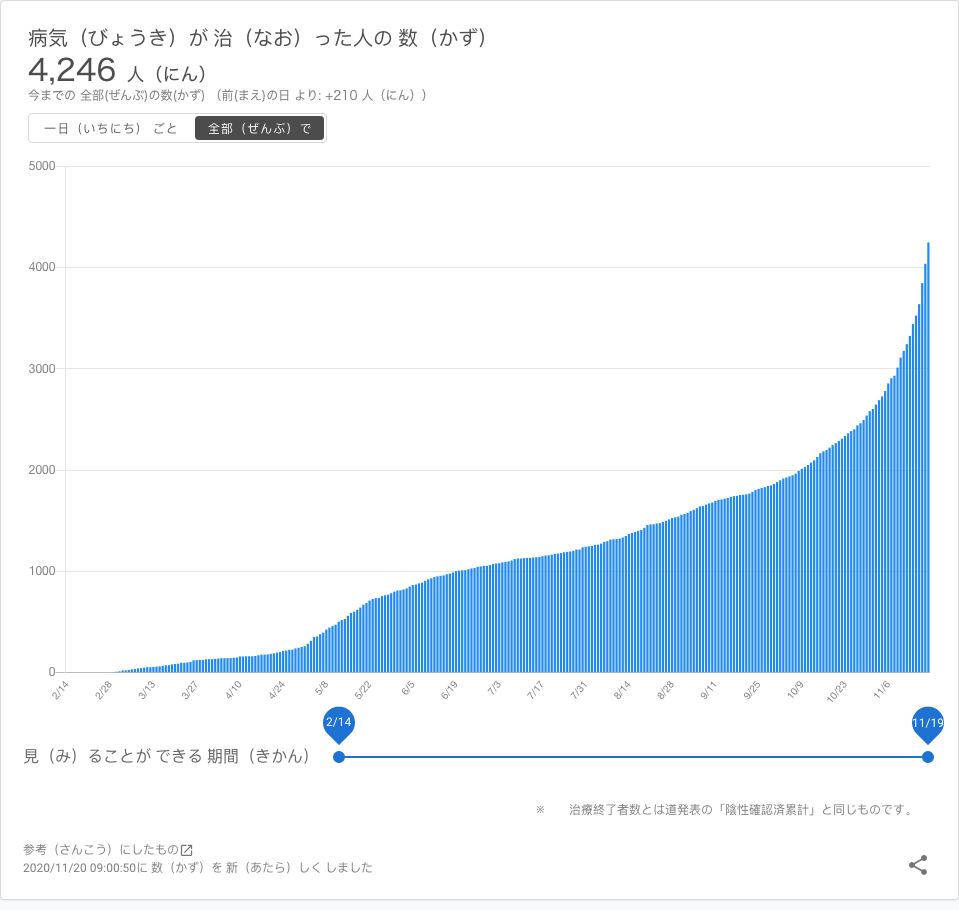 病気（びょうき）が 治（なお）った人の 数（かず）
4,246 人（にん）
今までの 全部(ぜんぶ)の数(かず) （前(まえ)の日 より: +210 人（にん））
一日（いちにち） ごと 全部（ぜんぶ）で
5000
4000
3000
2000
1000
0
2/14 2/28 3/13 3/27 4/10 4/24 5/8 5/22 6/5 6/19 7/3 7/17 7/31 8/14 8/28 9/11 9/25 10/9 10/23 11/6
2/14 11/19
見（み）ることが できる 期間（きかん）
※ 治療終了者数とは道発表の「陰性確認済累計」と同じものです。
参考（さんこう）にしたもの
2020/11/20 09:00:50に 数（かず）を 新（あたら）しく しました